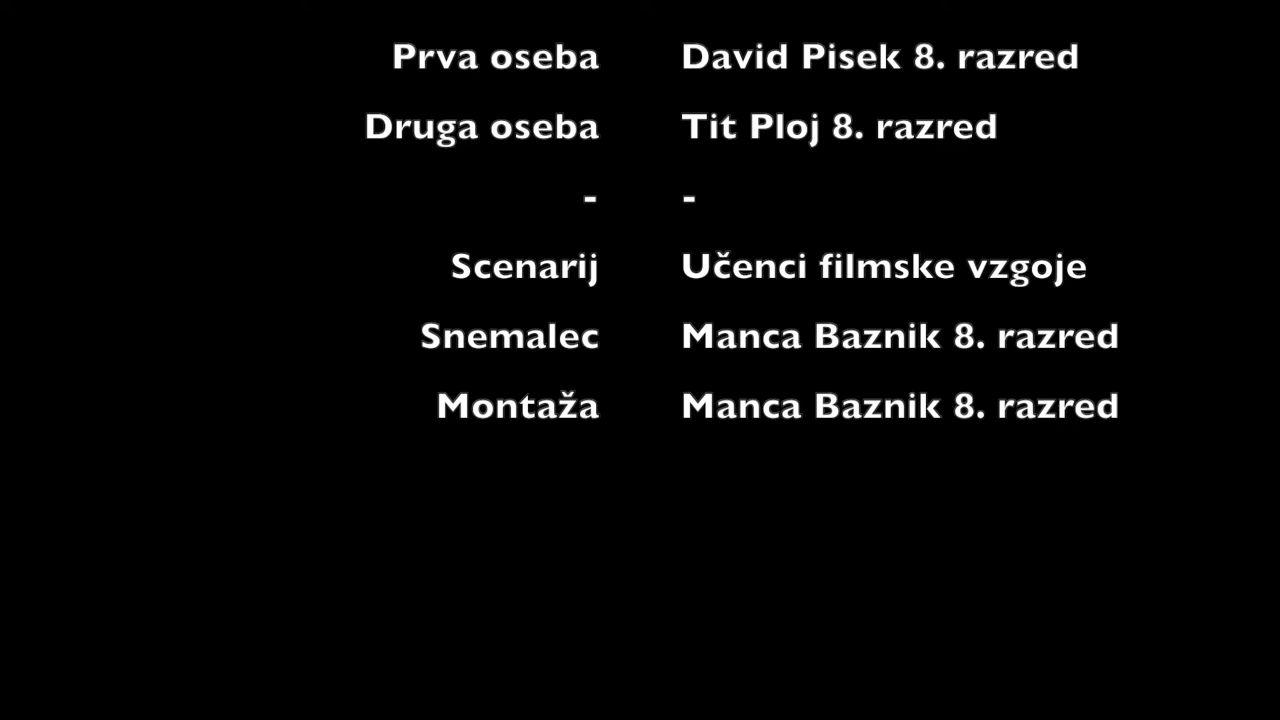 Prva oseba David Pisek 8. razred
Druga oseba Tit Ploj 8. razred
- -
Scenarij Učenci filmske vzgoje
Snemalec Manca Baznik 8. razred
Montaža Manca Baznik 8. razred